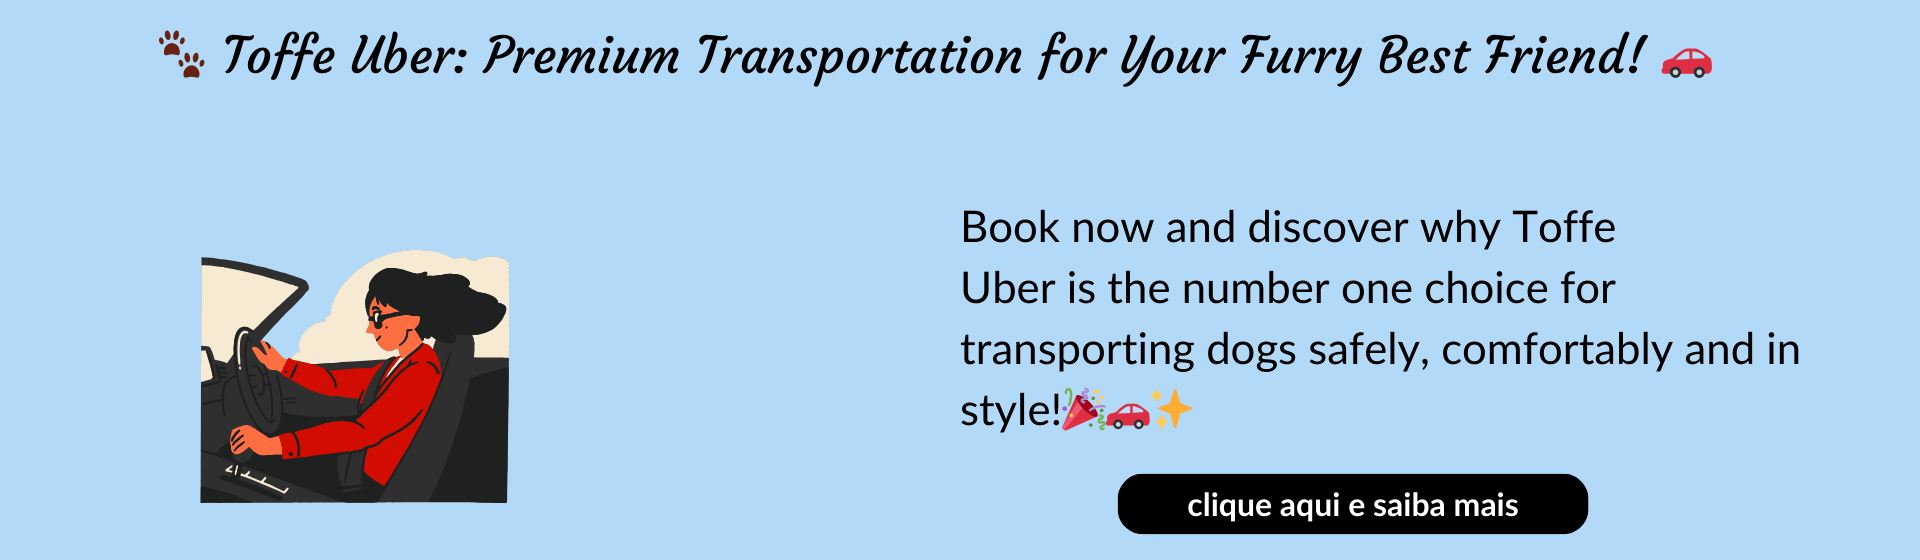 🐾 Toffe Uber: Premium Transportation for Your Furry Best Friend! 🚗
Book now and discover why Toffe
Uber is the number one choice for
transporting dogs safely, comfortably and in
style!🎉🚗✨
clique aqui e saiba mais